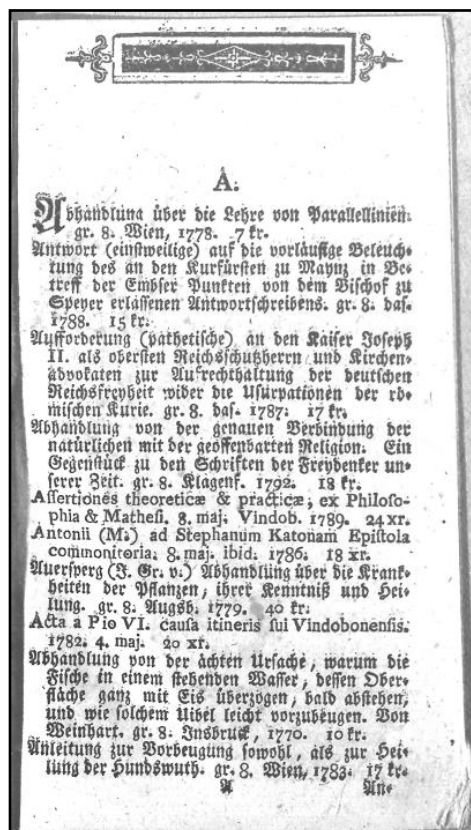 A.
Abhandlung über die Lehre von Parallellinien.
gr. 8. Wien, 1778. 7 kr.
Antwort (einstweilige) auf die vorläufige Beleuch-
tung des an den Kurfürsten zu Maynz in Be-
treff der Embser Punkten von dem Bischof zu
Speyer erlassenen Antwortschreibens. gr. 8. das.
1788. 15 kr.
Aufforderung (pathetische) an den Kaiser Joseph
II. als obersten Reichsschutzherrn und Kirchen-
advokaten zur Aufrechthaltung der deutschen
Reichsfreyheit wider die Usurpationen der rö-
mischen Kurie. gr. 8. das. 1787. 17 kr.
Abhandlung von der genauen Verbindung der
natürlichen mit der geoffenbarten Religion. Ein
Gegenstück zu den Schriften der Freydenker un-
serer Zeit. gr. 8. Klagenf. 1792. 18 kr.
Assertiones theoreticæ & practicæ, ex Philoso-
phia & Mathesi. 8. maj. Vindob. 1789. 24 xr.
Antonii (M.) ad Stephanum Katonam Epistola
commonitoria. 8. maj. ibid. 1786. 18 xr.
Auersperg (J. Gr. v.) Abhandlung über die Krank-
heiten der Pflanzen, ihrer Kenntniß und Hei-
lung. gr. 8. Augsb. 1779. 40 kr.
Acta a Pio VI. causa itineris sui Vindobonensis.
1782. 4. maj. 20 xr.
Abhandlung von der ächten Ursache, warum die
Fische in einem stehenden Wasser, dessen Ober-
fläche ganz mit Eis überzogen, bald abstehen,
und wie solchem Uibel leicht vorzubeugen. Von
Weinhart. gr. 8. Insbruck, 1770. 10 kr.
Anleitung zur Vorbeugung sowohl, als zur Hei-
lung der Hundswuth. gr. 8. Wien, 1783. 17 kr.
A An-